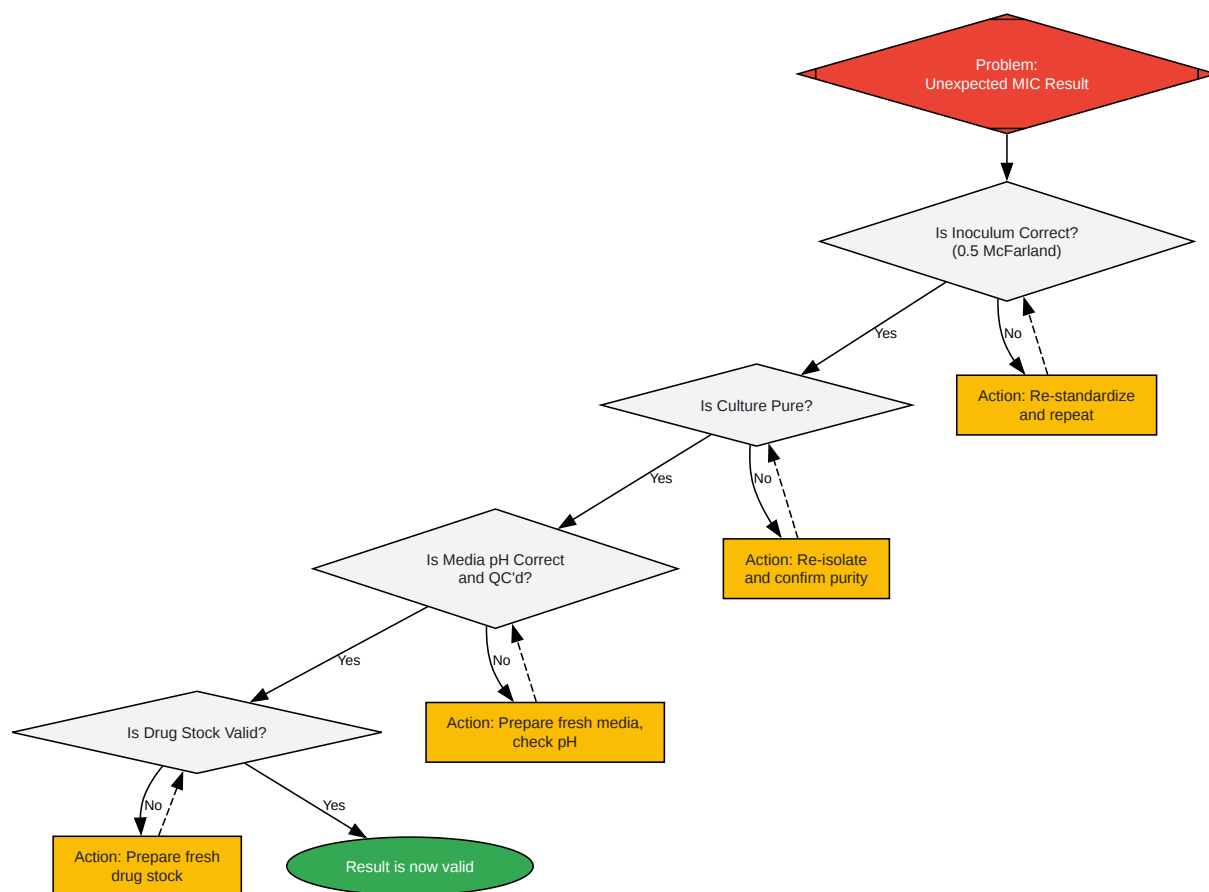 Problem:
Unexpected MIC Result
Is Inoculum Correct?
(0.5 McFarland)
Yes
No
Action: Re-standardize
and repeat
Is Culture Pure?
Yes
No
Action: Re-isolate
and confirm purity
Is Media pH Correct
and QC'd?
Yes
No
Action: Prepare fresh media,
check pH
Is Drug Stock Valid?
No
Yes
Action: Prepare fresh
drug stock
Result is now valid